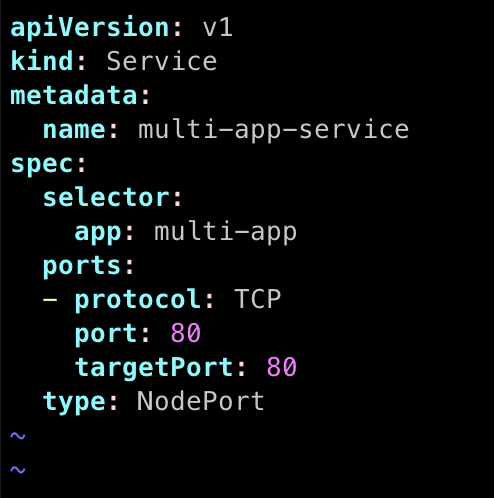 apiVersion: v1
kind: Service
metadata:
  name: multi-app-service
spec:
  selector:
    app: multi-app
  ports:
  - protocol: TCP
    port: 80
    targetPort: 80
  type: NodePort
~
~